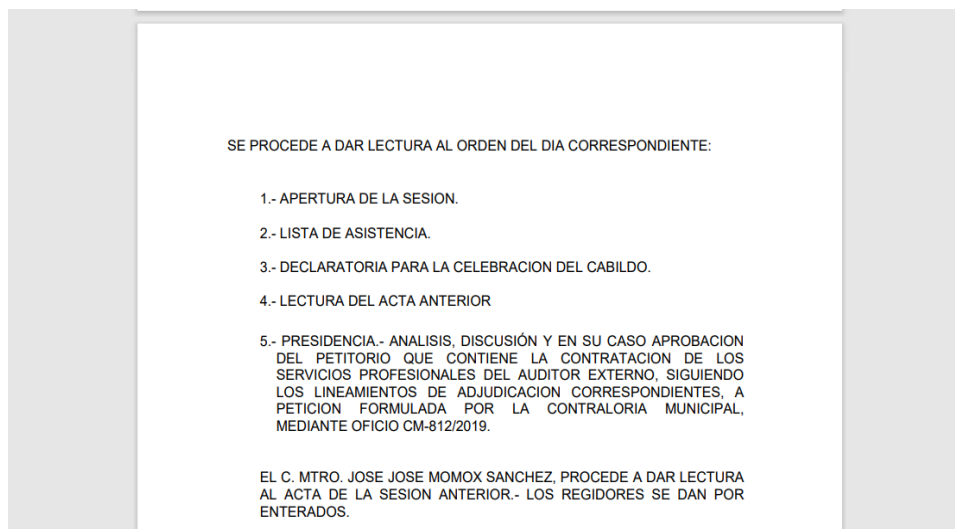 SE PROCEDE A DAR LECTURA AL ORDEN DEL DIA CORRESPONDIENTE:
1.- APERTURA DE LA SESION.
2.- LISTA DE ASISTENCIA.
3.- DECLARATORIA PARA LA CELEBRACION DEL CABILDO.
4.- LECTURA DEL ACTA ANTERIOR
5.- PRESIDENCIA.- ANALISIS, DISCUSIÓN Y EN SU CASO APROBACION
DEL PETITORIO QUE CONTIENE LA CONTRATACION DE LOS
SERVICIOS PROFESIONALES DEL AUDITOR EXTERNO, SIGUIENDO
LOS LINEAMIENTOS DE ADJUDICACION CORRESPONDIENTES, A
PETICION FORMULADA POR LA CONTRALORIA MUNICIPAL,
MEDIANTE OFICIO CM-812/2019.
EL C. MTRO. JOSE JOSE MOMOX SANCHEZ, PROCEDE A DAR LECTURA
AL ACTA DE LA SESION ANTERIOR.- LOS REGIDORES SE DAN POR
ENTERADOS.